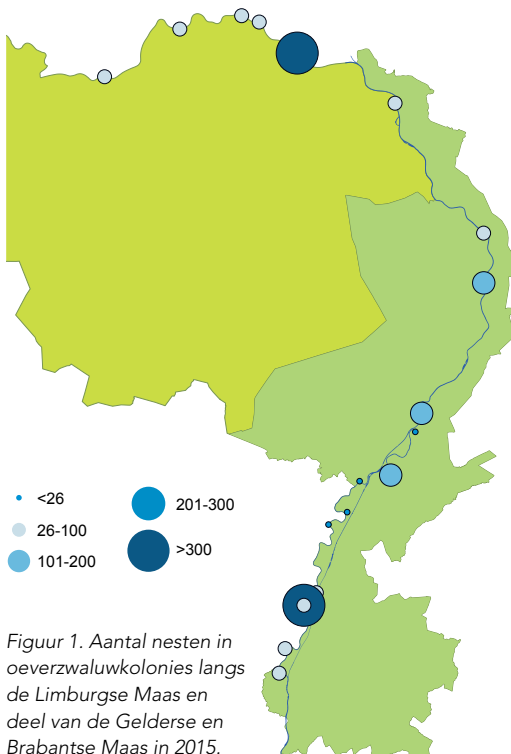 <26
26-100
101-200
201-300
>300
Figuur 1. Aantal nesten in
oeverzwaluwkolonies langs
de Limburgse Maas en
deel van de Gelderse en
Brabantse Maas in 2015.